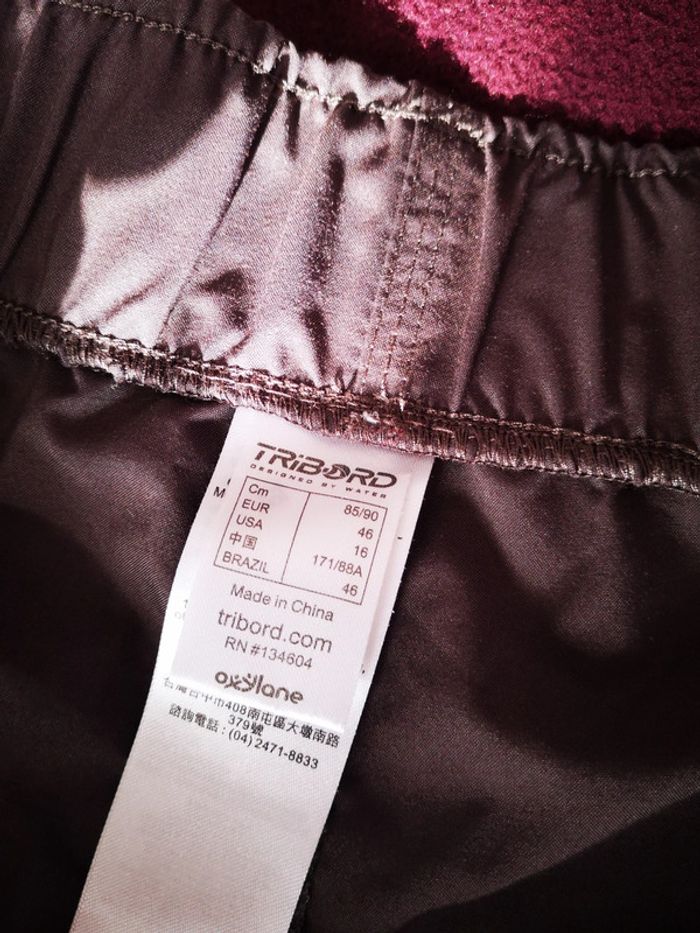 TRIBORD
DESIGNED BY WATER
M
Cm 85/90
EUR 46
USA 16
中国 171/88A
BRAZIL 46
Made in China
tribord.com
RN #134604
oxylane
台中市408南屯區大墩南路
379號
諮詢電話：(04)2471-8833